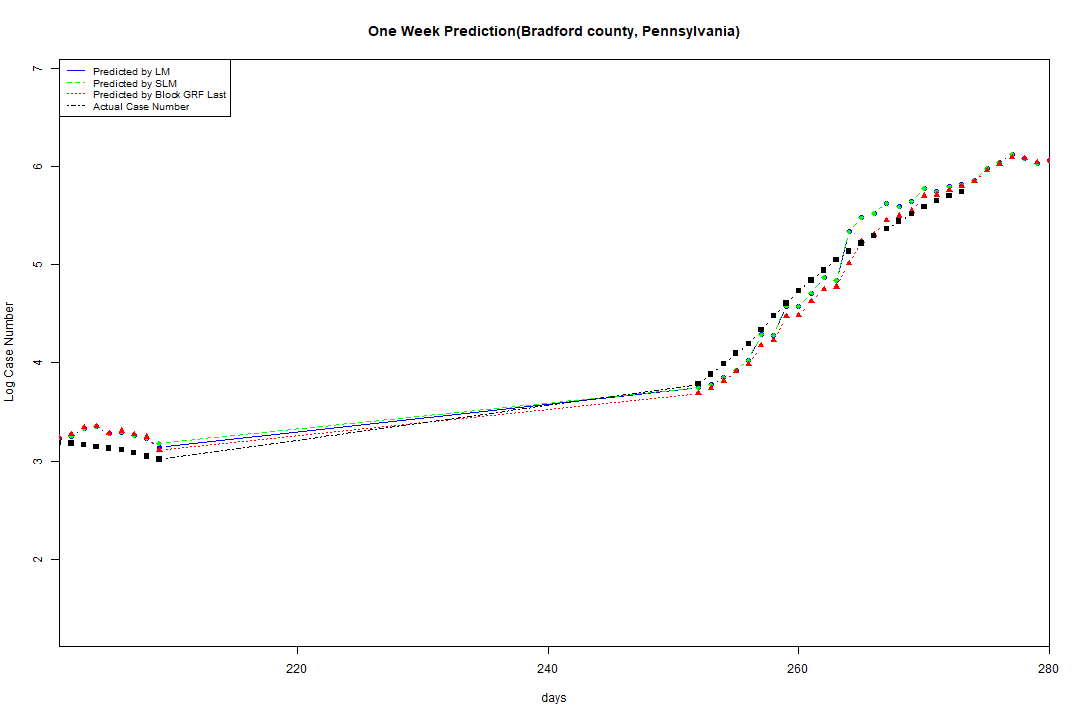 One Week Prediction(Bradford county, Pennsylvania)
Predicted by LM
Predicted by SLM
Predicted by Block GRF Last
Actual Case Number
7
6
5
4
3
2
Log Case Number
220
240
260
280
days